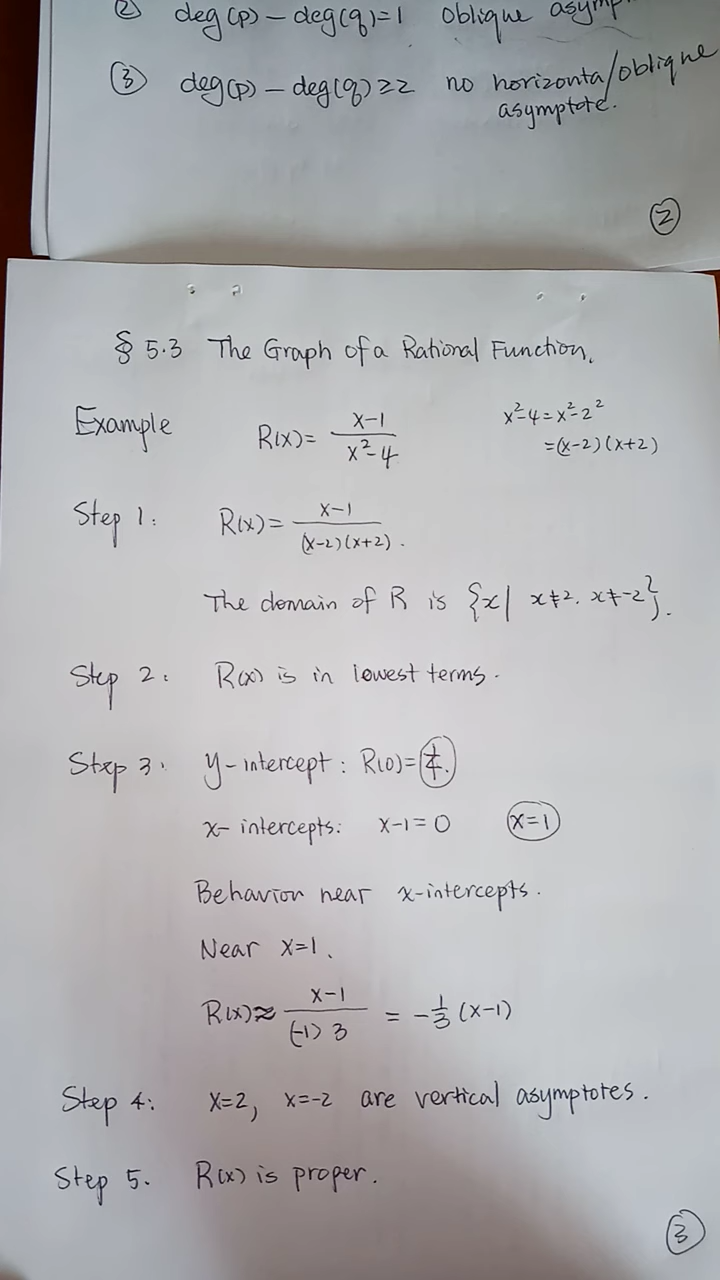 ② deg(p) - deg(q)=1 oblique asymp
③ deg(p) - deg(q) ≥2 no horizontal/oblique
asymptote.
②
§ 5.3 The Graph of a Rational Function.
Example R(x)= (x-1)/(x²-4) x²-4=x²-2²
=(x-2)(x+2)
Step 1: R(x)= (x-1)/((x-2)(x+2)).
The domain of R is {x| x≠2. x≠-2}.
Step 2: R(x) is in lowest terms.
Step 3: y-intercept: R(0)=1/4.
x-intercepts: x-1=0 x=1
Behavior near x-intercepts.
Near x=1.
R(x)≈ (x-1)/((-1) 3) = -1/3 (x-1)
Step 4: x=2, x=-2 are vertical asymptotes.
Step 5. R(x) is proper.
③